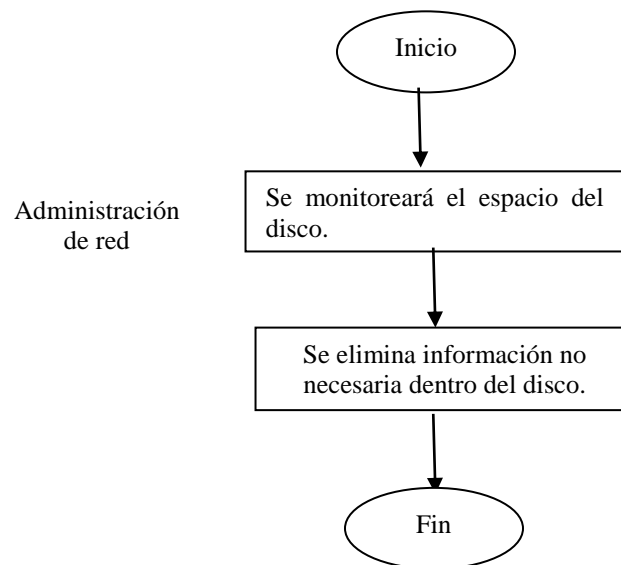 Inicio
Se monitoreará el espacio del
disco.
Administración
de red
Se elimina información no
necesaria dentro del disco.
Fin